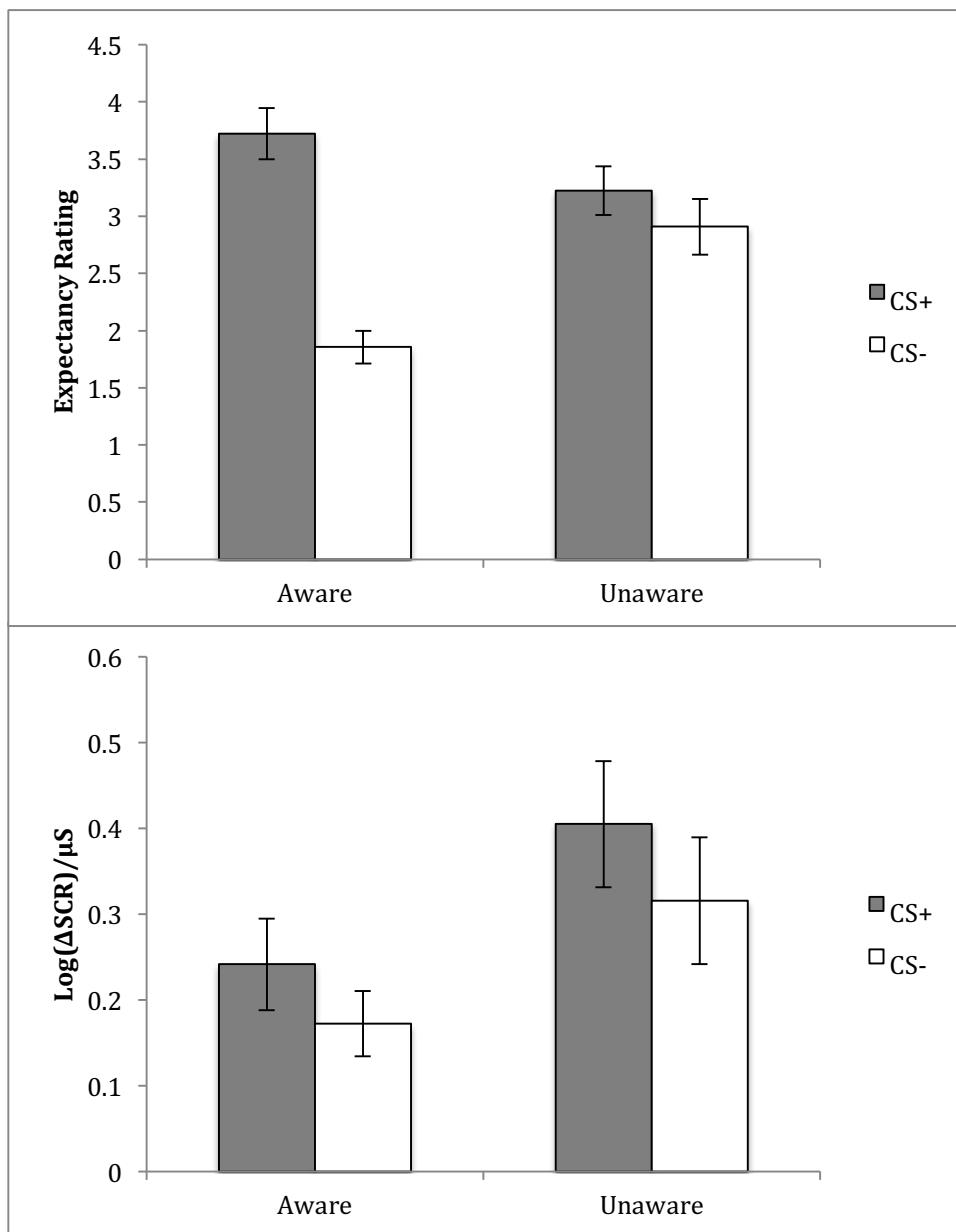 4.5
4
3.5
3
2.5
2
1.5
1
0.5
0
Expectancy Rating
Aware
Unaware
CS+
CS-
0.6
0.5
0.4
0.3
0.2
0.1
0
Log(ΔSCR)/µS
Aware
Unaware
CS+
CS-